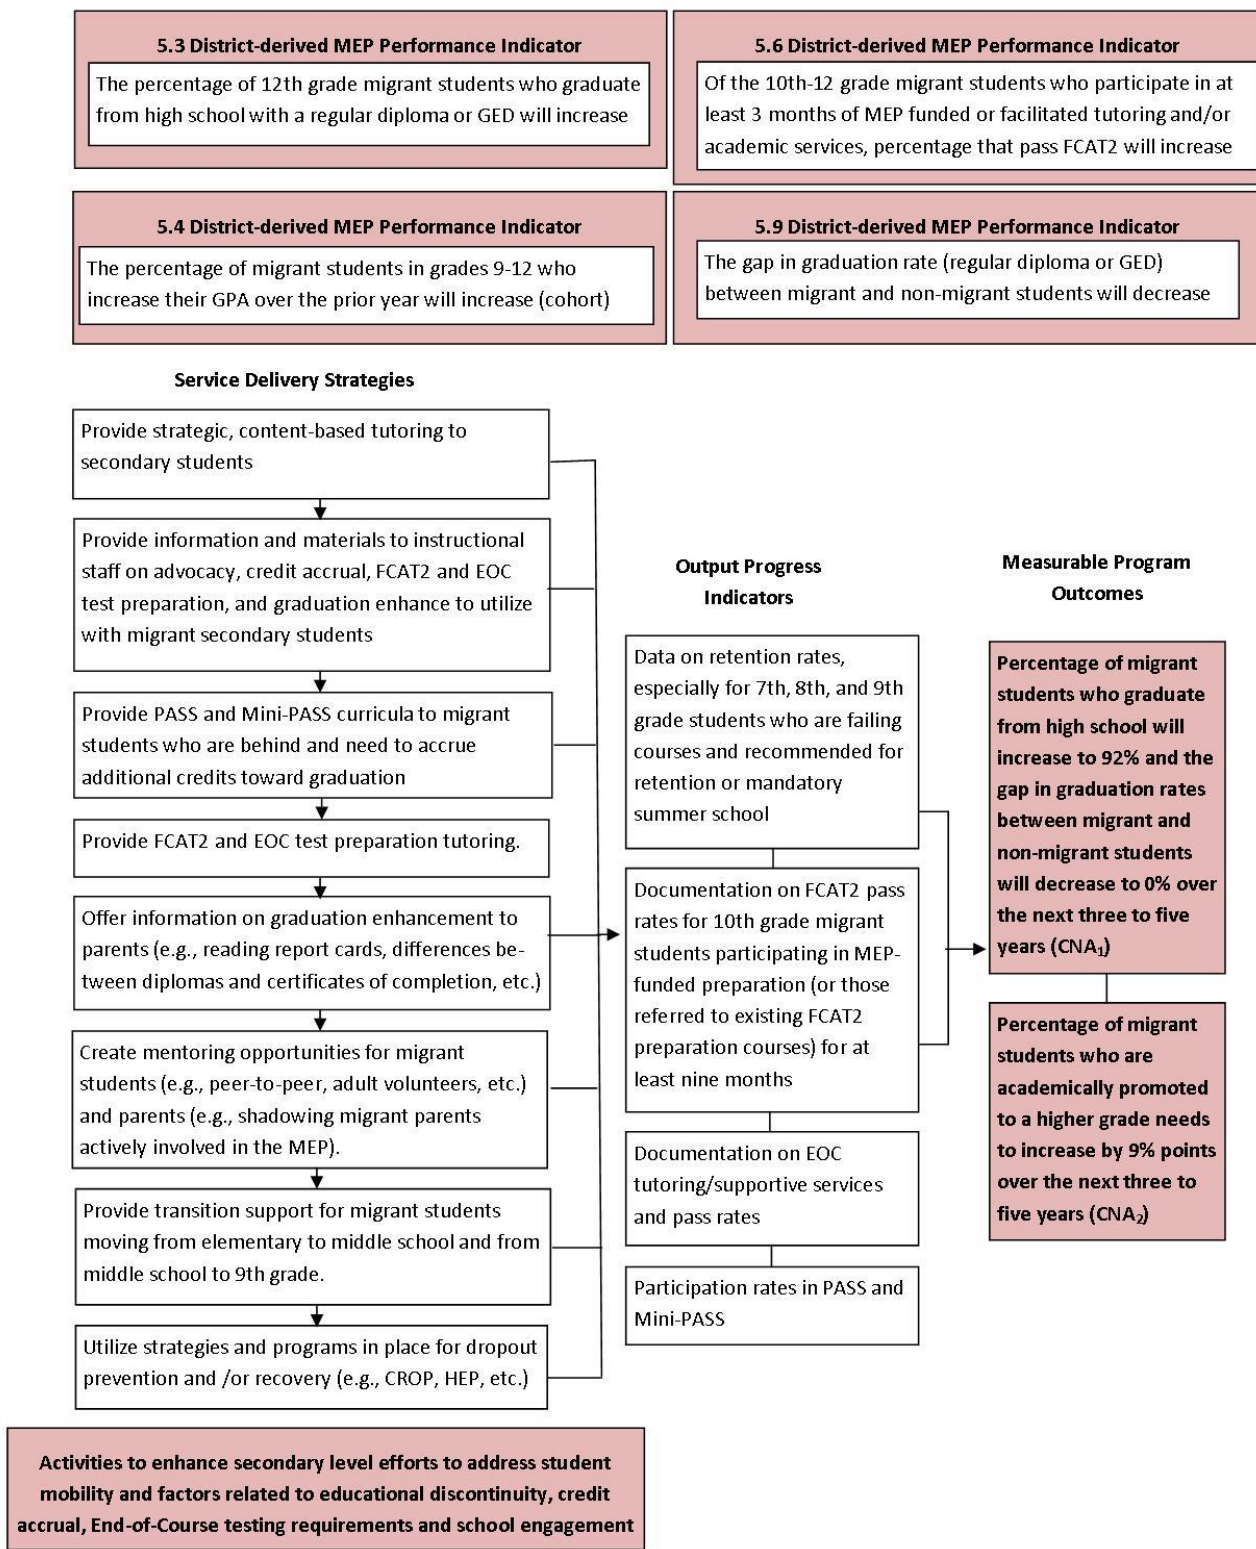 5.3 District-derived MEP Performance Indicator
The percentage of 12th grade migrant students who graduate
from high school with a regular diploma or GED will increase
5.6 District-derived MEP Performance Indicator
Of the 10th-12 grade migrant students who participate in at
least 3 months of MEP funded or facilitated tutoring and/or
academic services, percentage that pass FCAT2 will increase
5.4 District-derived MEP Performance Indicator
The percentage of migrant students in grades 9-12 who
increase their GPA over the prior year will increase (cohort)
5.9 District-derived MEP Performance Indicator
The gap in graduation rate (regular diploma or GED)
between migrant and non-migrant students will decrease
Service Delivery Strategies
Provide strategic, content-based tutoring to
secondary students
Provide information and materials to instructional
staff on advocacy, credit accrual, FCAT2 and EOC
test preparation, and graduation enhance to utilize
with migrant secondary students
Provide PASS and Mini-PASS curricula to migrant
students who are behind and need to accrue
additional credits toward graduation
Provide FCAT2 and EOC test preparation tutoring.
Offer information on graduation enhancement to
parents (e.g., reading report cards, differences be-
tween diplomas and certificates of completion, etc.)
Create mentoring opportunities for migrant
students (e.g., peer-to-peer, adult volunteers, etc.)
and parents (e.g., shadowing migrant parents
actively involved in the MEP).
Provide transition support for migrant students
moving from elementary to middle school and from
middle school to 9th grade.
Utilize strategies and programs in place for dropout
prevention and /or recovery (e.g., CROP, HEP, etc.)
Output Progress
Indicators
Data on retention rates,
especially for 7th, 8th, and 9th
grade students who are failing
courses and recommended for
retention or mandatory
summer school
Documentation on FCAT2 pass
rates for 10th grade migrant
students participating in MEP-
funded preparation (or those
referred to existing FCAT2
preparation courses) for at
least nine months
Documentation on EOC
tutoring/supportive services
and pass rates
Participation rates in PASS and
Mini-PASS
Measurable Program
Outcomes
Percentage of migrant
students who graduate
from high school will
increase to 92% and the
gap in graduation rates
between migrant and
non-migrant students
will decrease to 0% over
the next three to five
years (CNA₁)
Percentage of migrant
students who are
academically promoted
to a higher grade needs
to increase by 9% points
over the next three to
five years (CNA₂)
Activities to enhance secondary level efforts to address student
mobility and factors related to educational discontinuity, credit
accrual, End-of-Course testing requirements and school engagement